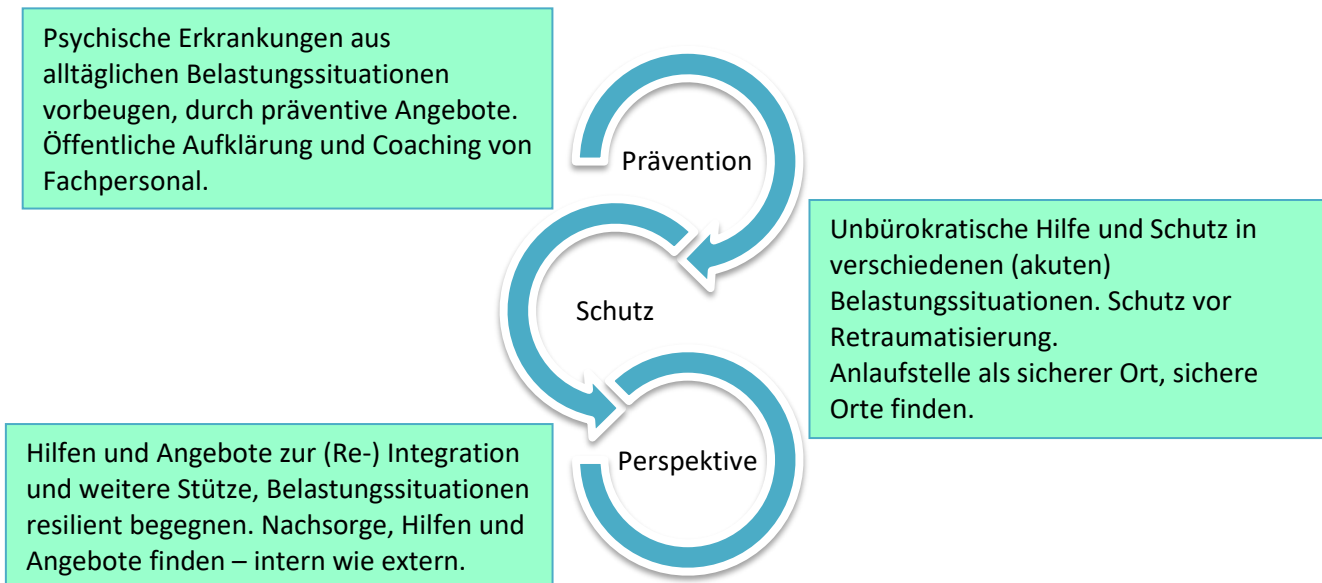 Psychische Erkrankungen aus
alltäglichen Belastungssituationen
vorbeugen, durch präventive Angebote.
Öffentliche Aufklärung und Coaching von
Fachpersonal.
Prävention
Unbürokratische Hilfe und Schutz in
verschiedenen (akuten)
Belastungssituationen. Schutz vor
Retraumatisierung.
Anlaufstelle als sicherer Ort, sichere
Orte finden.
Schutz
Hilfen und Angebote zur (Re-) Integration
und weitere Stütze, Belastungssituationen
resilient begegnen. Nachsorge, Hilfen und
Angebote finden – intern wie extern.
Perspektive